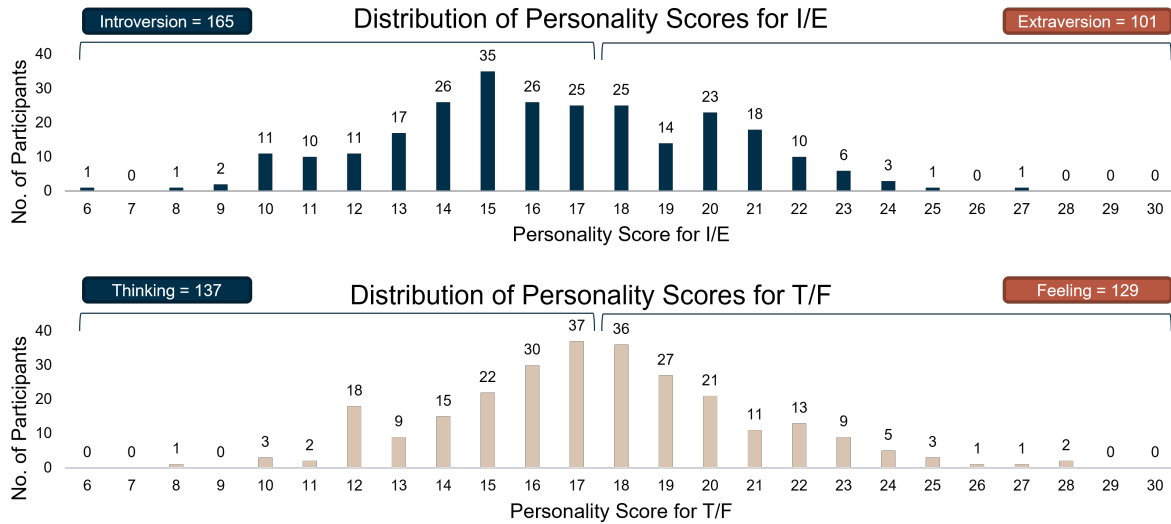 Introversion = 165
Distribution of Personality Scores for I/E
Extraversion = 101
No. of Participants
40
30
20
10
0
1 0 1 2 11 10 11 17 26 35 26 25 25 14 23 18 10 6 3 1 0 1 0 0 0
6 7 8 9 10 11 12 13 14 15 16 17 18 19 20 21 22 23 24 25 26 27 28 29 30
Personality Score for I/E
Thinking = 137
Distribution of Personality Scores for T/F
Feeling = 129
No. of Participants
40
30
20
10
0
0 0 1 0 3 2 18 9 15 22 30 37 36 27 21 11 13 9 5 3 1 1 2 0 0
6 7 8 9 10 11 12 13 14 15 16 17 18 19 20 21 22 23 24 25 26 27 28 29 30
Personality Score for T/F